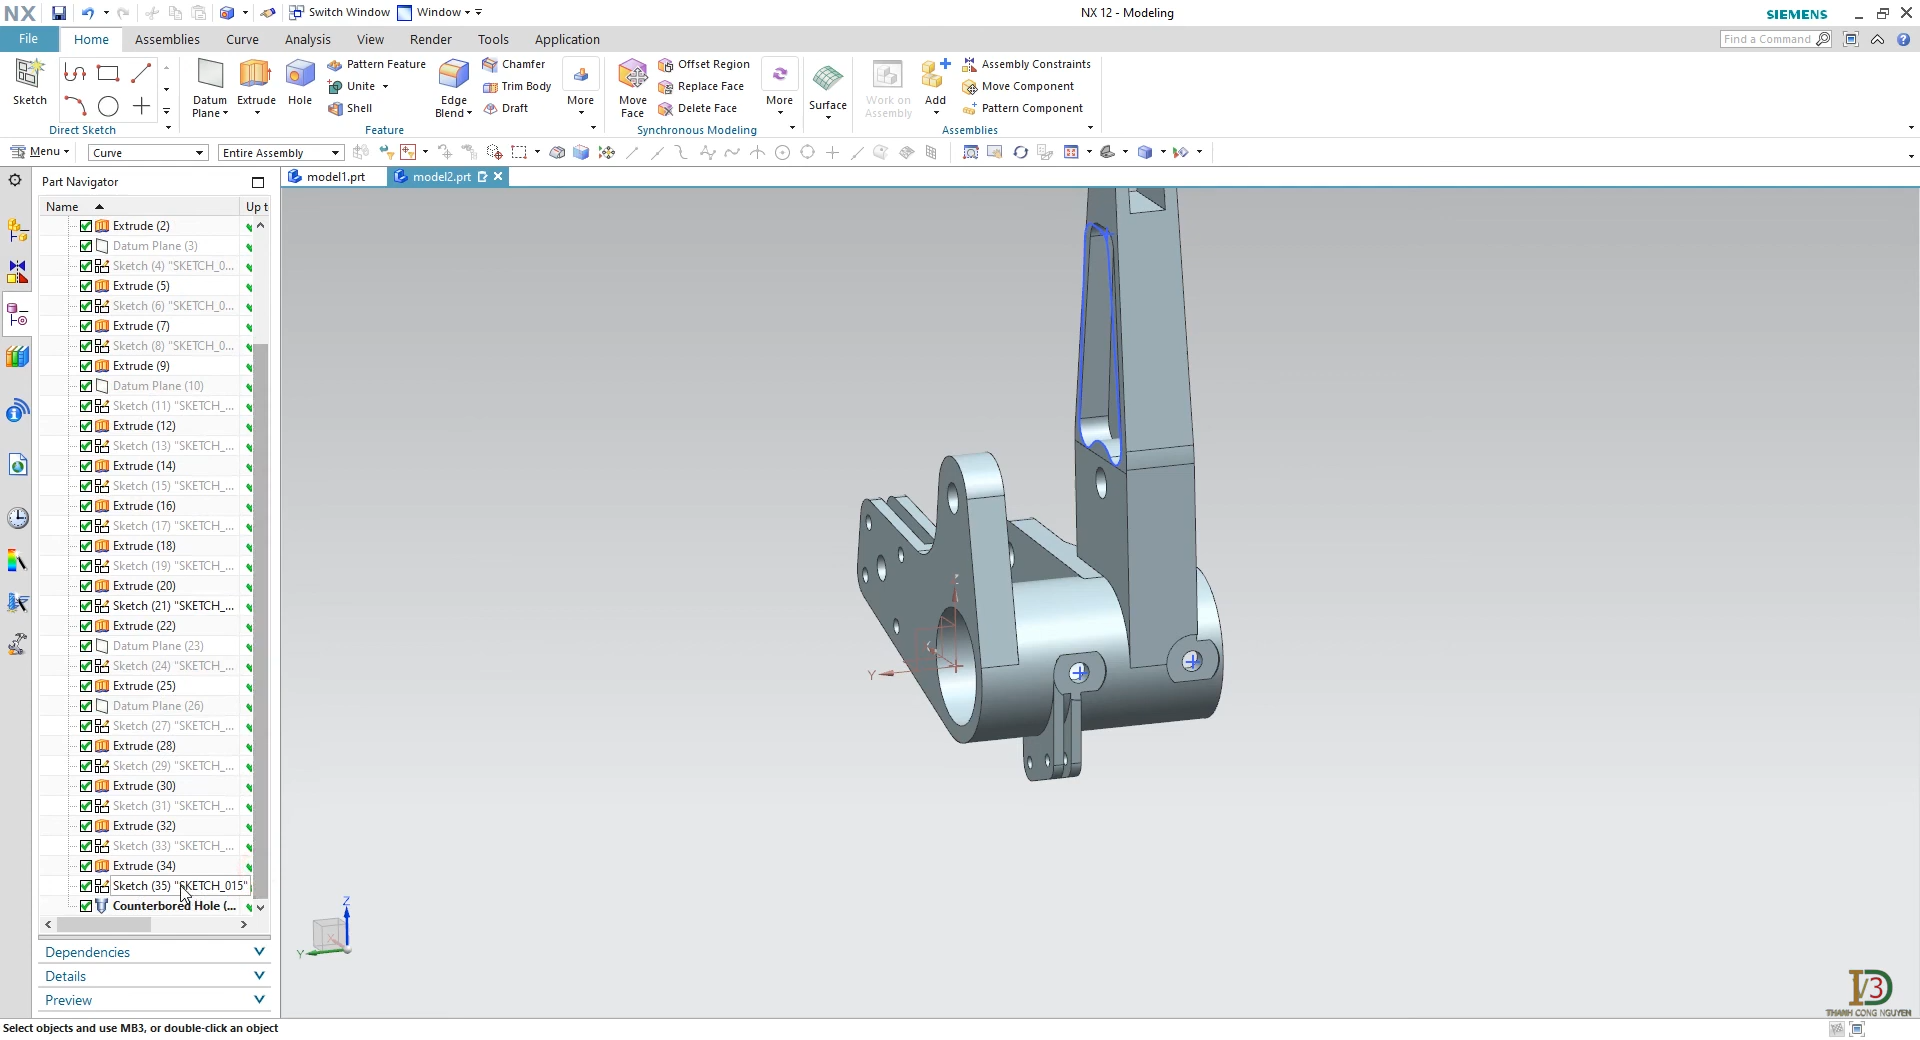 NX
Switch Window
Window
NX 12 - Modeling
SIEMENS
File
Home
Assemblies
Curve
Analysis
View
Render
Tools
Application
Find a Command
Sketch
Direct Sketch
Datum
Plane
Extrude
Hole
Pattern Feature
Unite
Shell
Edge
Blend
Chamfer
Trim Body
Draft
More
Feature
Move
Face
Offset Region
Replace Face
Delete Face
More
Synchronous Modeling
Surface
Work on
Assembly
Add
Assembly Constraints
Move Component
Pattern Component
Assemblies
Menu
Curve
Entire Assembly
Part Navigator
model1.prt
model2.prt
Name
Up t
Extrude (2)
Datum Plane (3)
Sketch (4) "SKETCH_0...
Extrude (5)
Sketch (6) "SKETCH_0...
Extrude (7)
Sketch (8) "SKETCH_0...
Extrude (9)
Datum Plane (10)
Sketch (11) "SKETCH_...
Extrude (12)
Sketch (13) "SKETCH_...
Extrude (14)
Sketch (15) "SKETCH_...
Extrude (16)
Sketch (17) "SKETCH_...
Extrude (18)
Sketch (19) "SKETCH_...
Extrude (20)
Sketch (21) "SKETCH_...
Extrude (22)
Datum Plane (23)
Sketch (24) "SKETCH_...
Extrude (25)
Datum Plane (26)
Sketch (27) "SKETCH_...
Extrude (28)
Sketch (29) "SKETCH_...
Extrude (30)
Sketch (31) "SKETCH_...
Extrude (32)
Sketch (33) "SKETCH_...
Extrude (34)
Sketch (35) "SKETCH_015"
Counterbored Hole (...
Dependencies
Details
Preview
Y
Z
Y
THANH CONG NGUYEN
Select objects and use MB3, or double-click an object